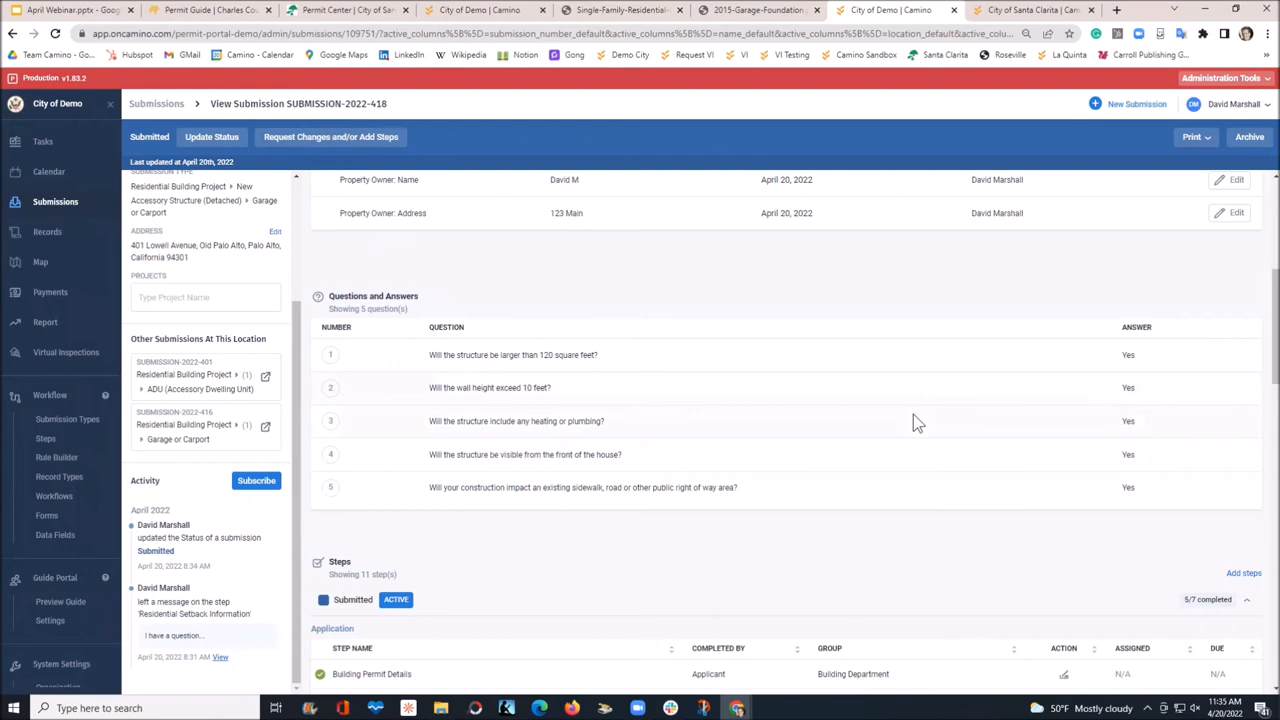 April Webinar.pptx - Goog
Permit Guide | Charles Cou
Permit Center | City of San
City of Demo | Camino
Single-Family-Residential-
2015-Garage-Foundation,
City of Demo | Camino
City of Santa Clarita | Cam
app.oncamino.com/permit-portal-demo/admin/submissions/109751/?active_columns%5B%5D=submission_number_default&active_columns%5B%5D=name_default&active_columns%5B%5D=location_default&active_colum...
Team Camino
Hubspot
GMail
Camino - Calendar
Google Maps
LinkedIn
Wikipedia
Notion
Gong
Demo City
Request VI
VI
VI Testing
Camino Sandbox
Santa Clarita
Roseville
La Quinta
Carroll Publishing G...
Production v1.83.2
Administration Tools
City of Demo
Submissions > View Submission SUBMISSION-2022-418
New Submission
DM David Marshall
Submitted
Update Status
Request Changes and/or Add Steps
Print
Archive
Last updated at April 20th, 2022
Tasks
Calendar
Submissions
Records
Map
Payments
Report
Virtual Inspections
Workflow
Submission Types
Steps
Rule Builder
Record Types
Workflows
Forms
Data Fields
Guide Portal
Preview Guide
Settings
System Settings
SUBMISSION TYPE
Residential Building Project New
Accessory Structure (Detached) Garage
or Carport
ADDRESS Edit
401 Lowell Avenue, Old Palo Alto, Palo Alto,
California 94301
PROJECTS
Type Project Name
Other Submissions At This Location
SUBMISSION-2022-401
Residential Building Project (1)
ADU (Accessory Dwelling Unit)
SUBMISSION-2022-416
Residential Building Project (1)
Garage or Carport
Activity Subscribe
April 2022
David Marshall
updated the Status of a submission
Submitted
April 20, 2022 8:34 AM
David Marshall
left a message on the step
'Residential Setback Information'
I have a question...
April 20, 2022 8:31 AM View
Property Owner: Name David M April 20, 2022 David Marshall Edit
Property Owner: Address 123 Main April 20, 2022 David Marshall Edit
Questions and Answers
Showing 5 question(s)
NUMBER QUESTION ANSWER
1 Will the structure be larger than 120 square feet? Yes
2 Will the wall height exceed 10 feet? Yes
3 Will the structure include any heating or plumbing? Yes
4 Will the structure be visible from the front of the house? Yes
5 Will your construction impact an existing sidewalk, road or other public right of way area? Yes
Steps
Showing 11 step(s)
Add steps
Submitted ACTIVE 5/7 completed
Application
STEP NAME COMPLETED BY GROUP ACTION ASSIGNED DUE
Building Permit Details Applicant Building Department N/A N/A
Type here to search
50°F Mostly cloudy
11:35 AM
4/20/2022